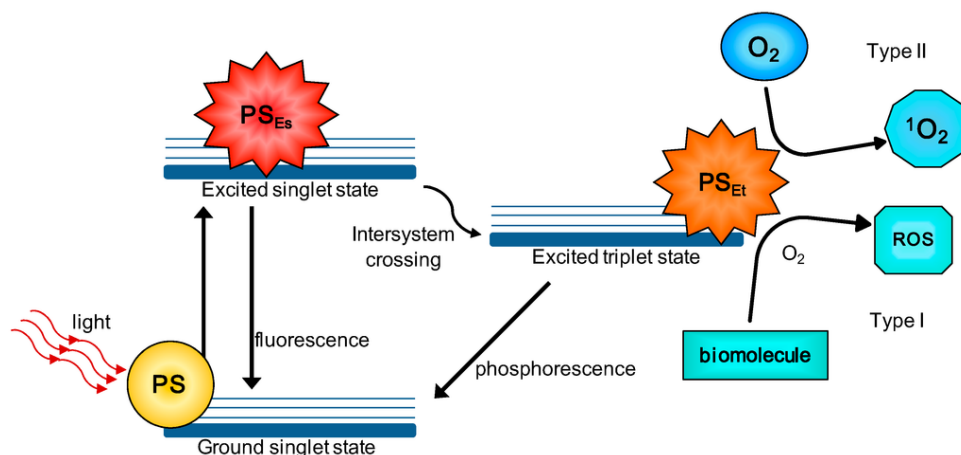 O₂
Type II
PS_Es
¹O₂
Excited singlet state
PS_Et
Intersystem
crossing
Excited triplet state
O₂
ROS
light
fluorescence
Type I
phosphorescence
biomolecule
PS
Ground singlet state